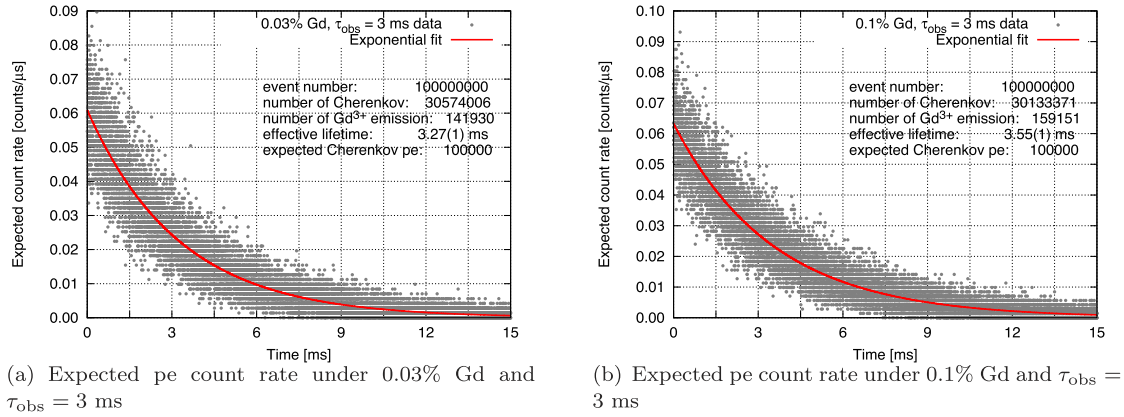 0.03% Gd, τobs = 3 ms data
Exponential fit
event number: 100000000
number of Cherenkov: 30574006
number of Gd3+ emission: 141930
effective lifetime: 3.27(1) ms
expected Cherenkov pe: 100000
Expected count rate [counts/μs]
0.09
0.08
0.07
0.06
0.05
0.04
0.03
0.02
0.01
0.00
0 3 6 9 12 15
Time [ms]
(a) Expected pe count rate under 0.03% Gd and
τobs = 3 ms
0.1% Gd, τobs = 3 ms data
Exponential fit
event number: 100000000
number of Cherenkov: 30133371
number of Gd3+ emission: 159151
effective lifetime: 3.55(1) ms
expected Cherenkov pe: 100000
Expected count rate [counts/μs]
0.10
0.09
0.08
0.07
0.06
0.05
0.04
0.03
0.02
0.01
0.00
0 3 6 9 12 15
Time [ms]
(b) Expected pe count rate under 0.1% Gd and τobs =
3 ms